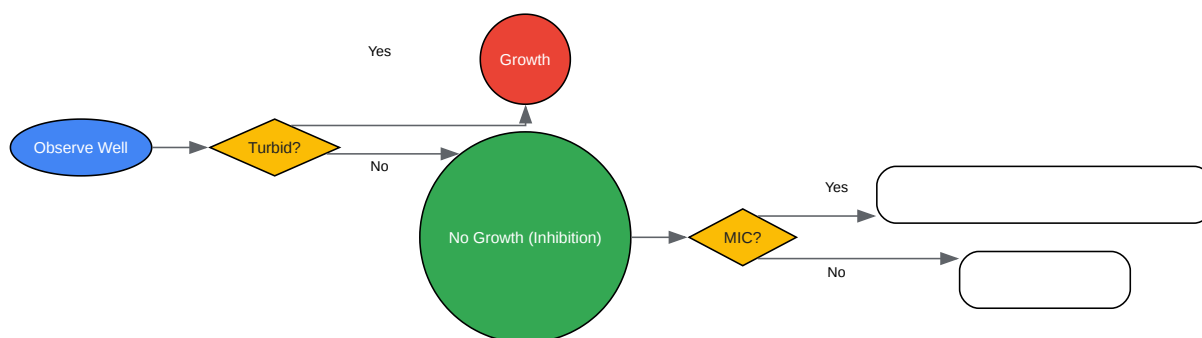 Observe Well
Turbid?
Yes
Growth
No
No Growth (Inhibition)
MIC?
Yes
No